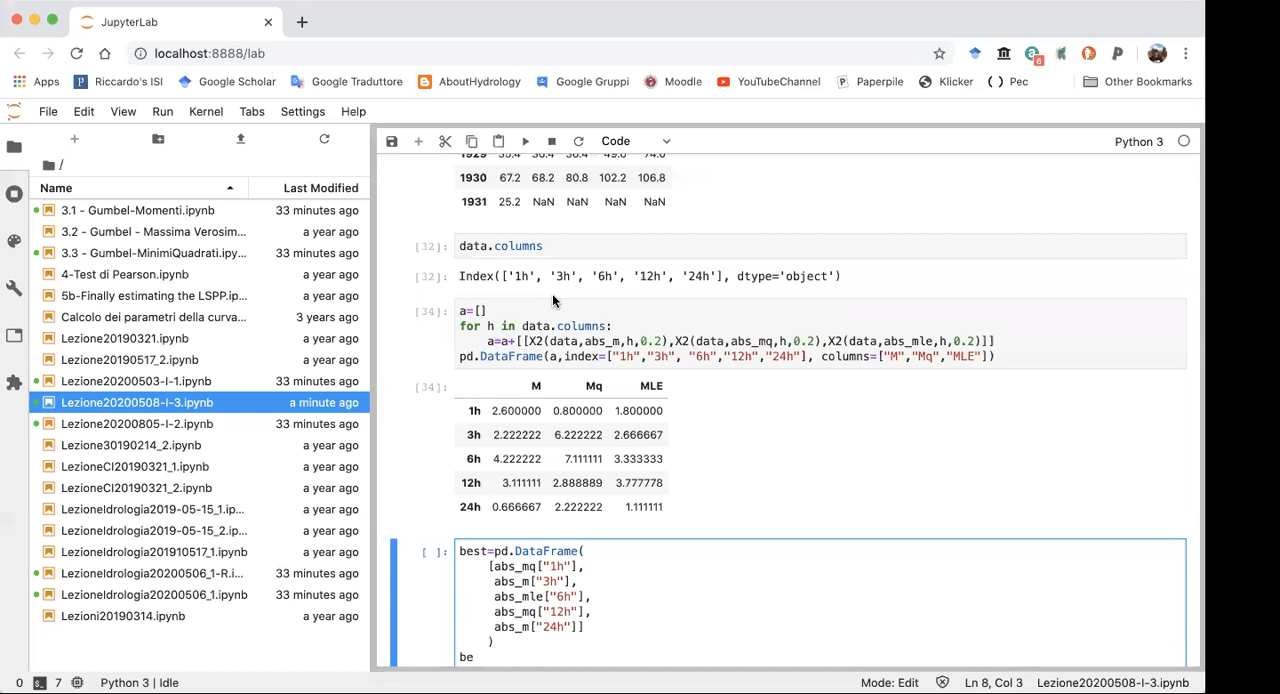 JupyterLab
localhost:8888/lab
6
Apps
Riccardo's ISI
Google Scholar
Google Traduttore
AboutHydrology
Google Gruppi
Moodle
YouTubeChannel
Paperpile
Klicker
Pec
Other Bookmarks
File Edit View Run Kernel Tabs Settings Help
Code
Python 3
/
Name Last Modified
3.1 - Gumbel-Momenti.ipynb 33 minutes ago
3.2 - Gumbel - Massima Verosim... a year ago
3.3 - Gumbel-MinimiQuadrati.ipy... 33 minutes ago
4-Test di Pearson.ipynb a year ago
5b-Finally estimating the LSPP.ip... a year ago
Calcolo dei parametri della curva... 3 years ago
Lezione20190321.ipynb a year ago
Lezione20190517_2.ipynb a year ago
Lezione20200503-I-1.ipynb 33 minutes ago
Lezione20200508-I-3.ipynb a minute ago
Lezione20200805-I-2.ipynb 33 minutes ago
Lezione30190214_2.ipynb a year ago
LezioneCI20190321_1.ipynb a year ago
LezioneCI20190321_2.ipynb a year ago
LezioneIdrologia2019-05-15_1.ip... a year ago
LezioneIdrologia2019-05-15_2.ip... a year ago
LezioneIdrologia201910517_1.ipynb a year ago
LezioneIdrologia20200506_1-R.i... 33 minutes ago
LezioneIdrologia20200506_1.ipynb 33 minutes ago
Lezioni20190314.ipynb a year ago
1930 67.2 68.2 80.8 102.2 106.8
1931 25.2 NaN NaN NaN NaN
[32]: data.columns
[32]: Index(['1h', '3h', '6h', '12h', '24h'], dtype='object')
[34]: a=[]
for h in data.columns:
a=a+[[X2(data,abs_m,h,0.2),X2(data,abs_mq,h,0.2),X2(data,abs_mle,h,0.2)]]
pd.DataFrame(a,index=["1h","3h", "6h","12h","24h"], columns=["M","Mq","MLE"])
[34]: M Mq MLE
1h 2.600000 0.800000 1.800000
3h 2.222222 6.222222 2.666667
6h 4.222222 7.111111 3.333333
12h 3.111111 2.888889 3.777778
24h 0.666667 2.222222 1.111111
[ ]: best=pd.DataFrame(
[abs_mq["1h"],
abs_m["3h"],
abs_mle["6h"],
abs_mq["12h"],
abs_m["24h"]]
)
be
0 7 Python 3 | Idle Mode: Edit Ln 8, Col 3 Lezione20200508-I-3.ipynb